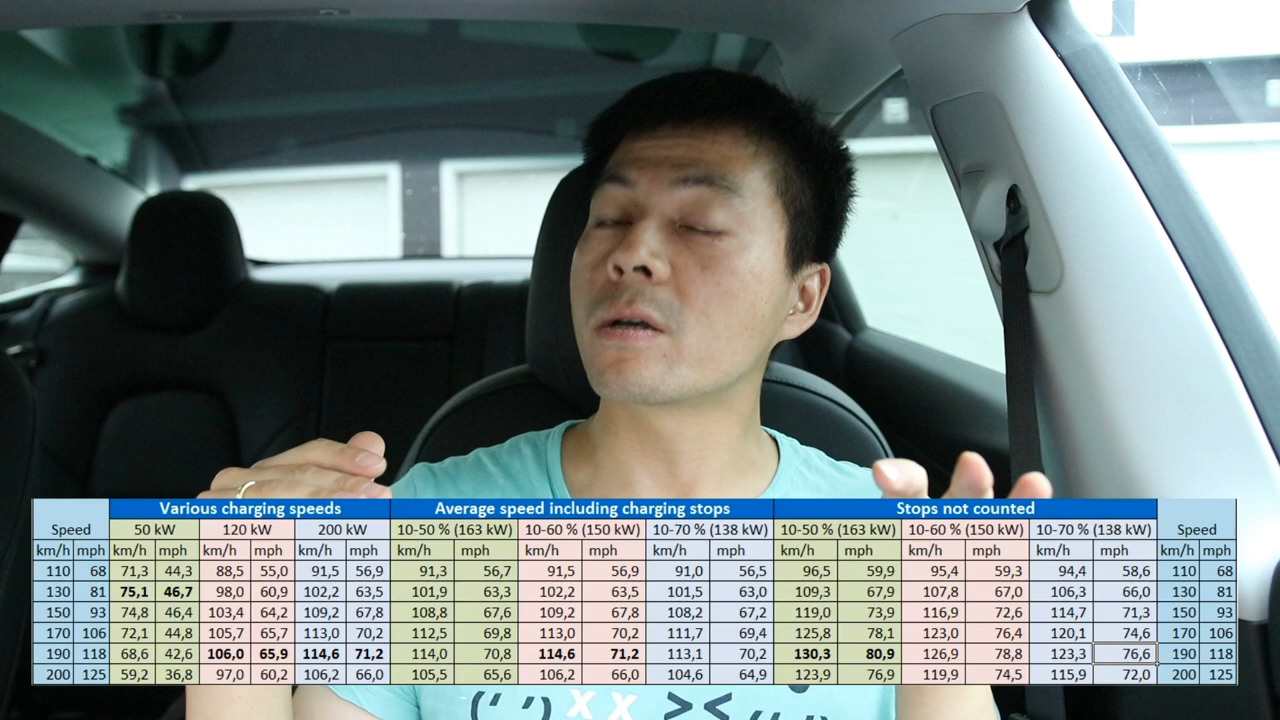 Speed Various charging speeds Average speed including charging stops Stops not counted Speed
50 kW 120 kW 200 kW 10-50 % (163 kW) 10-60 % (150 kW) 10-70 % (138 kW) 10-50 % (163 kW) 10-60 % (150 kW) 10-70 % (138 kW)
km/h mph km/h mph km/h mph km/h mph km/h mph km/h mph km/h mph km/h mph km/h mph km/h mph km/h mph
110 68 71,3 44,3 88,5 55,0 91,5 56,9 91,3 56,7 91,5 56,9 91,0 56,5 96,5 59,9 95,4 59,3 94,4 58,6 110 68
130 81 75,1 46,7 98,0 60,9 102,2 63,5 101,9 63,3 102,2 63,5 101,5 63,0 109,3 67,9 107,8 67,0 106,3 66,0 130 81
150 93 74,8 46,4 103,4 64,2 109,2 67,8 108,8 67,6 109,2 67,8 108,2 67,2 119,0 73,9 116,9 72,6 114,7 71,3 150 93
170 106 72,1 44,8 105,7 65,7 113,0 70,2 112,5 69,8 113,0 70,2 111,7 69,4 125,8 78,1 123,0 76,4 120,1 74,6 170 106
190 118 68,6 42,6 106,0 65,9 114,6 71,2 114,0 70,8 114,6 71,2 113,1 70,2 130,3 80,9 126,9 78,8 123,3 76,6 190 118
200 125 59,2 36,8 97,0 60,2 106,2 66,0 105,5 65,6 106,2 66,0 104,6 64,9 123,9 76,9 119,9 74,5 115,9 72,0 200 125